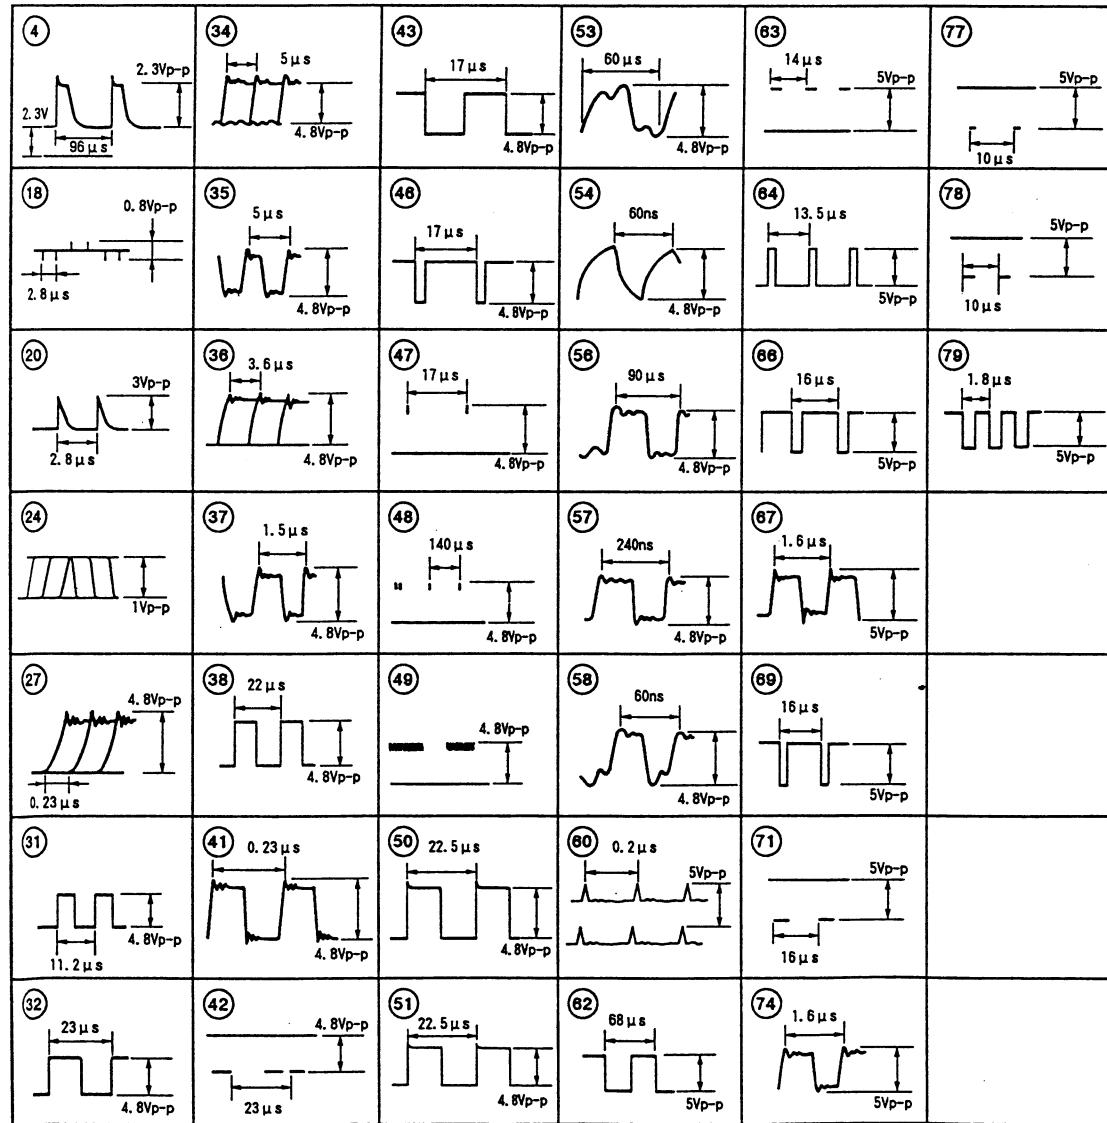 4
2.3Vp-p
2.3V
96μs
34
5μs
4.8Vp-p
43
17μs
4.8Vp-p
53
60μs
4.8Vp-p
63
14μs
5Vp-p
77
5Vp-p
10μs
18
0.8Vp-p
2.8μs
35
5μs
4.8Vp-p
46
17μs
4.8Vp-p
54
60ns
4.8Vp-p
64
13.5μs
5Vp-p
78
5Vp-p
10μs
20
3Vp-p
2.8μs
36
3.6μs
4.8Vp-p
47
17μs
4.8Vp-p
56
90μs
4.8Vp-p
66
16μs
5Vp-p
79
1.8μs
5Vp-p
24
1Vp-p
37
1.5μs
4.8Vp-p
48
140μs
4.8Vp-p
57
240ns
4.8Vp-p
67
1.6μs
5Vp-p
27
4.8Vp-p
0.23μs
38
22μs
4.8Vp-p
49
4.8Vp-p
58
60ns
4.8Vp-p
69
16μs
5Vp-p
31
11.2μs
4.8Vp-p
41
0.23μs
4.8Vp-p
50
22.5μs
4.8Vp-p
60
0.2μs
5Vp-p
71
5Vp-p
16μs
32
23μs
4.8Vp-p
42
4.8Vp-p
23μs
51
22.5μs
4.8Vp-p
62
68μs
5Vp-p
74
1.6μs
5Vp-p